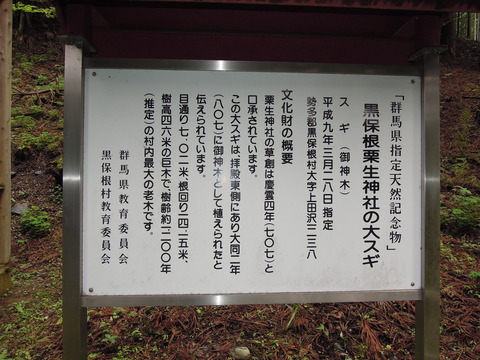 「群馬県指定天然記念物」
黒保根栗生神社の大スギ
スギ（御神木）
平成九年三月二八日指定
勢多郡黒保根村大字上田沢二二三八
文化財の概要
栗生神社の草創は慶雲四年（七〇七）と
口承されています。
この大スギは拝殿東側にあり大同二年
（八〇七）に御神木として植えられたと
伝えられています。
目通り七・〇二米、根回り二四・五米、
樹高四六米の巨木で、樹齢約一二〇〇年
（推定）の村内最大の老木です。
群馬県教育委員会
黒保根村教育委員会